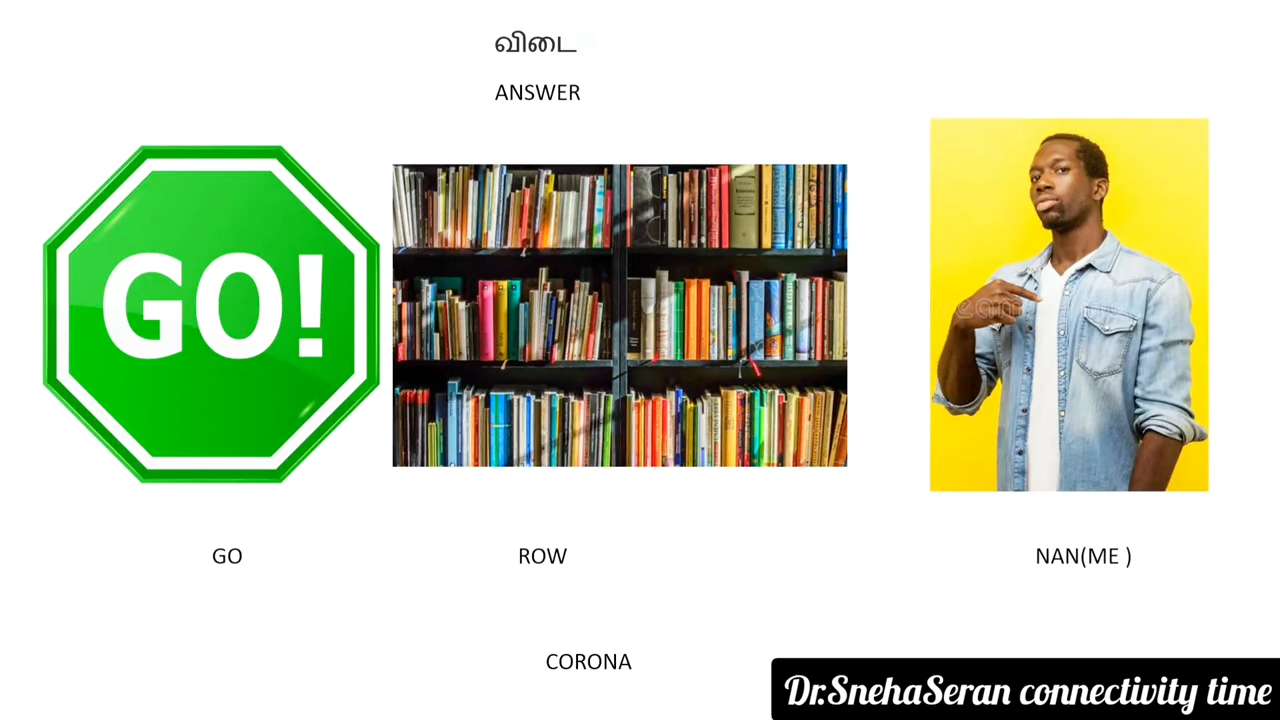 விடை
ANSWER
GO!
GO
ROW
NAN(ME )
CORONA
Dr.SnehaSeran connectivity time